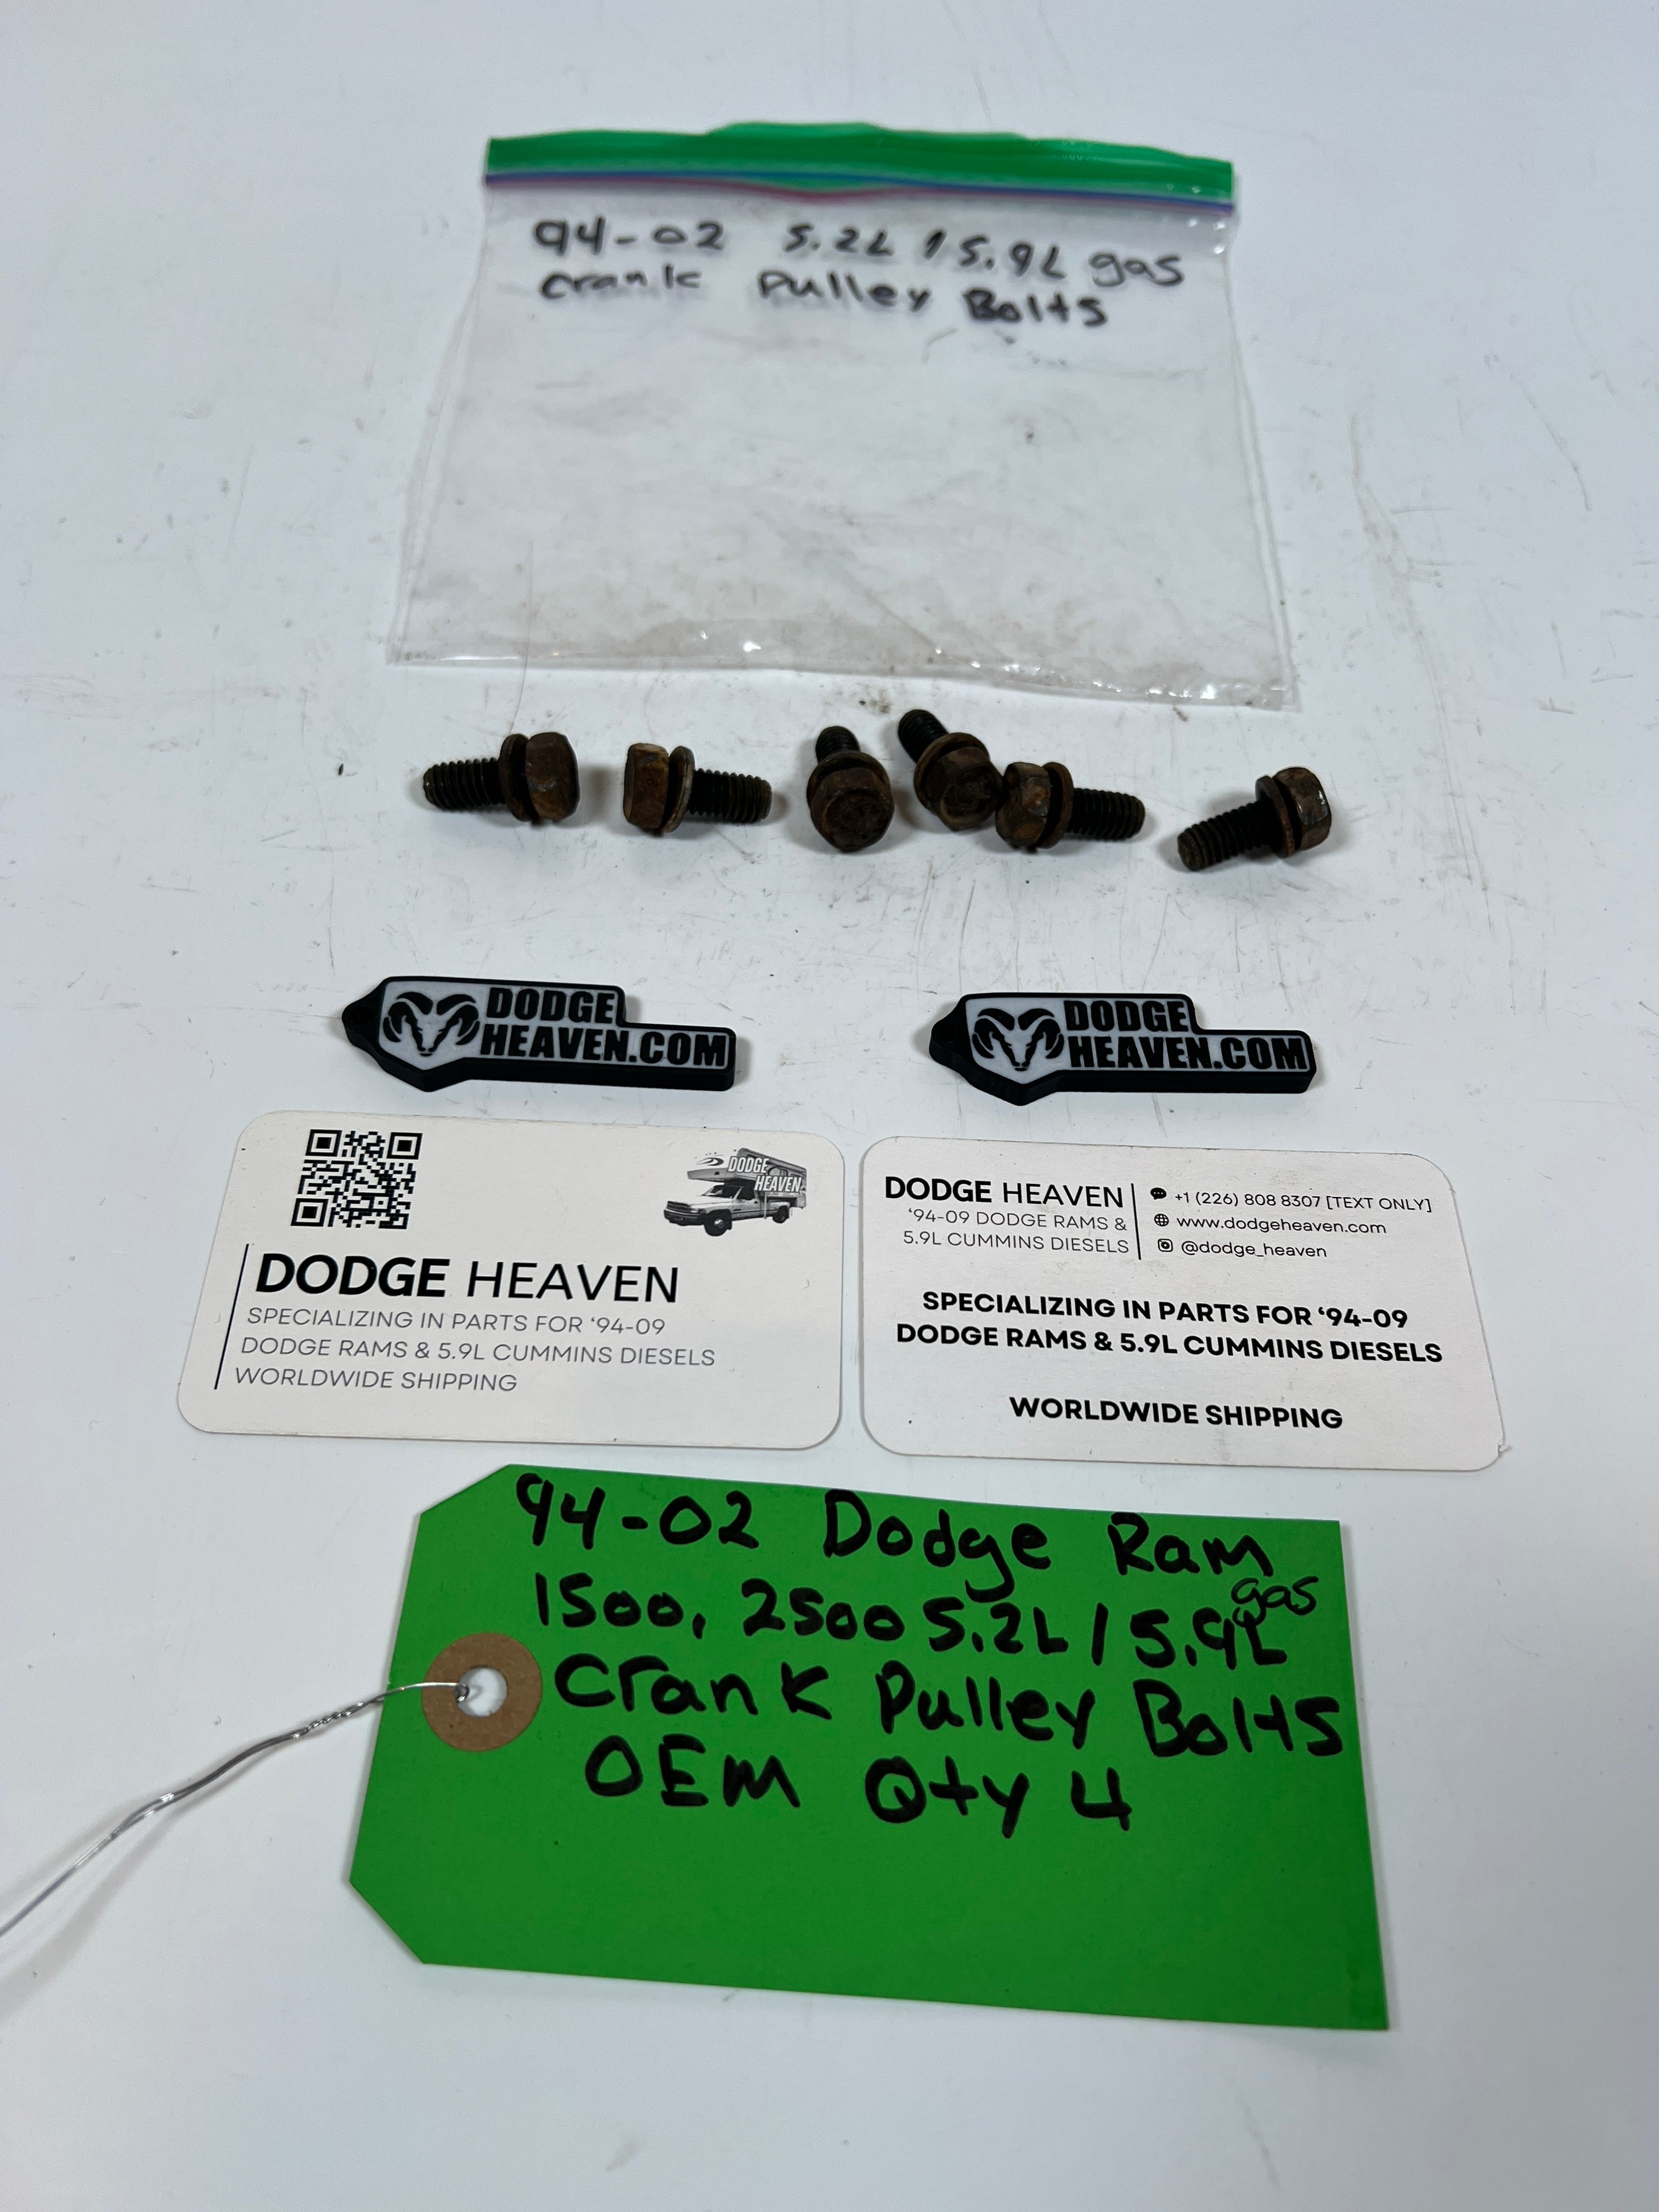 94-02 5.2L / 5.9L gas
Crank Pulley Bolts
DODGE
HEAVEN.COM
DODGE
HEAVEN.COM
DODGE
HEAVEN
DODGE HEAVEN
SPECIALIZING IN PARTS FOR ‘94-09
DODGE RAMS & 5.9L CUMMINS DIESELS
WORLDWIDE SHIPPING
DODGE HEAVEN
‘94-09 DODGE RAMS &
5.9L CUMMINS DIESELS
+1 (226) 808 8307 [TEXT ONLY]
www.dodgeheaven.com
@dodge_heaven
SPECIALIZING IN PARTS FOR ‘94-09
DODGE RAMS & 5.9L CUMMINS DIESELS
WORLDWIDE SHIPPING
94-02 Dodge Ram
gas
1500, 2500 5.2L / 5.9L
Crank Pulley Bolts
OEM Qty 4